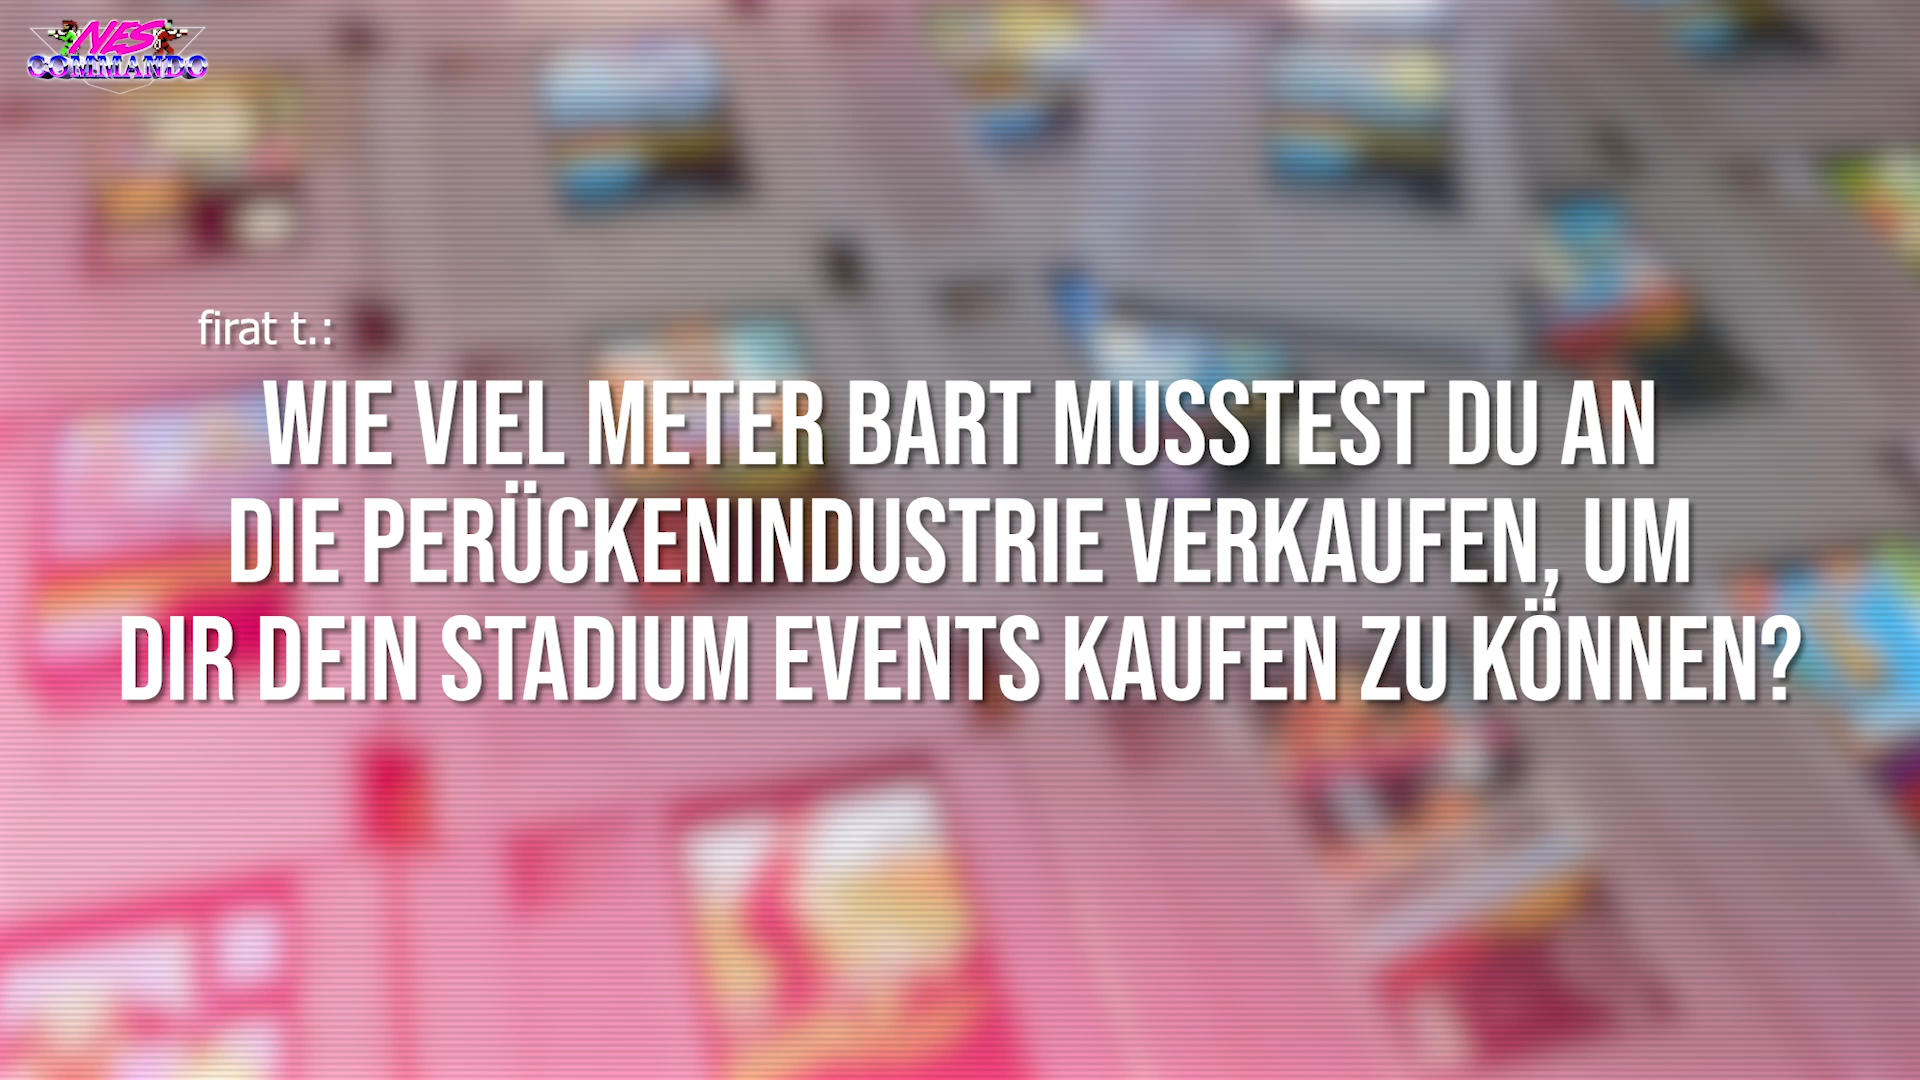 NES
COMMANDO
firat t.:
WIE VIEL METER BART MUSSTEST DU AN
DIE PERÜCKENINDUSTRIE VERKAUFEN, UM
DIR DEIN STADIUM EVENTS KAUFEN ZU KÖNNEN?